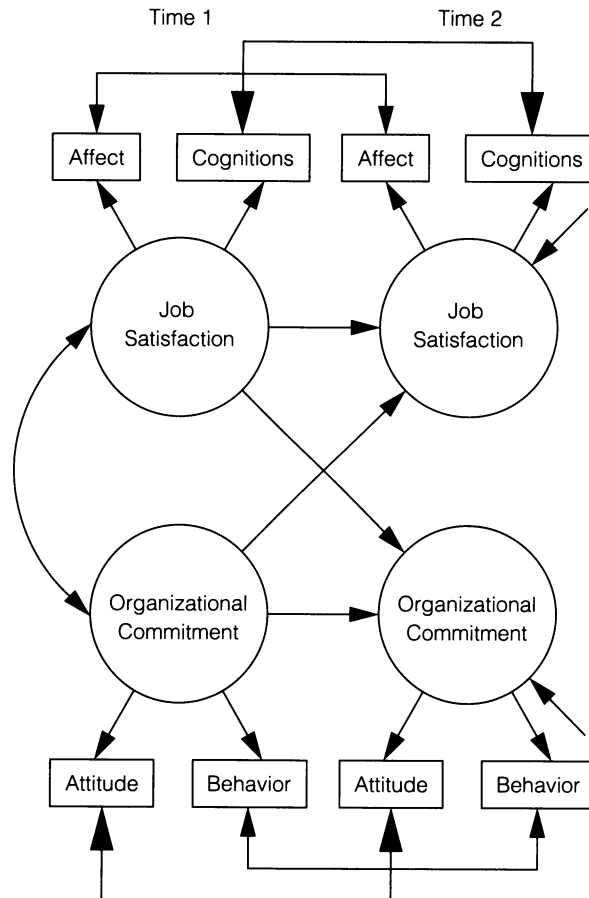 Time 1
Time 2
Affect
Cognitions
Affect
Cognitions
Job
Satisfaction
Job
Satisfaction
Organizational
Commitment
Organizational
Commitment
Attitude
Behavior
Attitude
Behavior